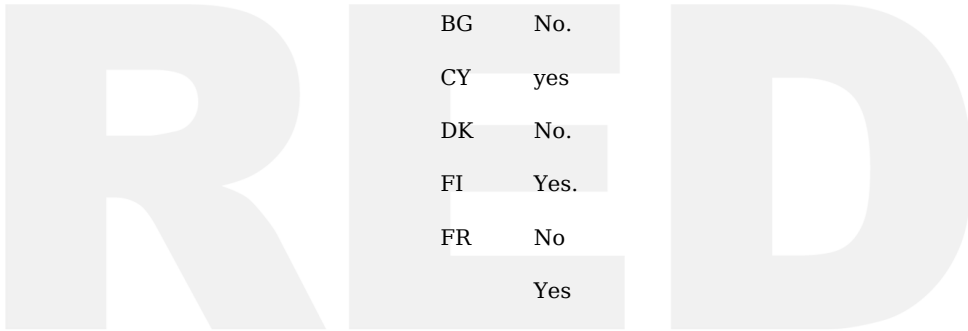 BG No.
CY yes
DK No.
FI Yes.
FR No
Yes
RED